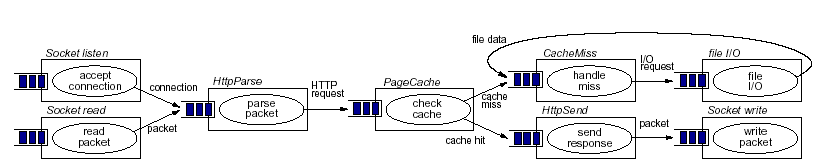 file data
Socket listen
accept
connection
connection
HttpParse
parse
packet
HTTP
request
PageCache
check
cache
cache
miss
CacheMiss
handle
miss
I/O
request
file I/O
file
I/O
Socket read
read
packet
packet
cache hit
HttpSend
send
response
packet
Socket write
write
packet